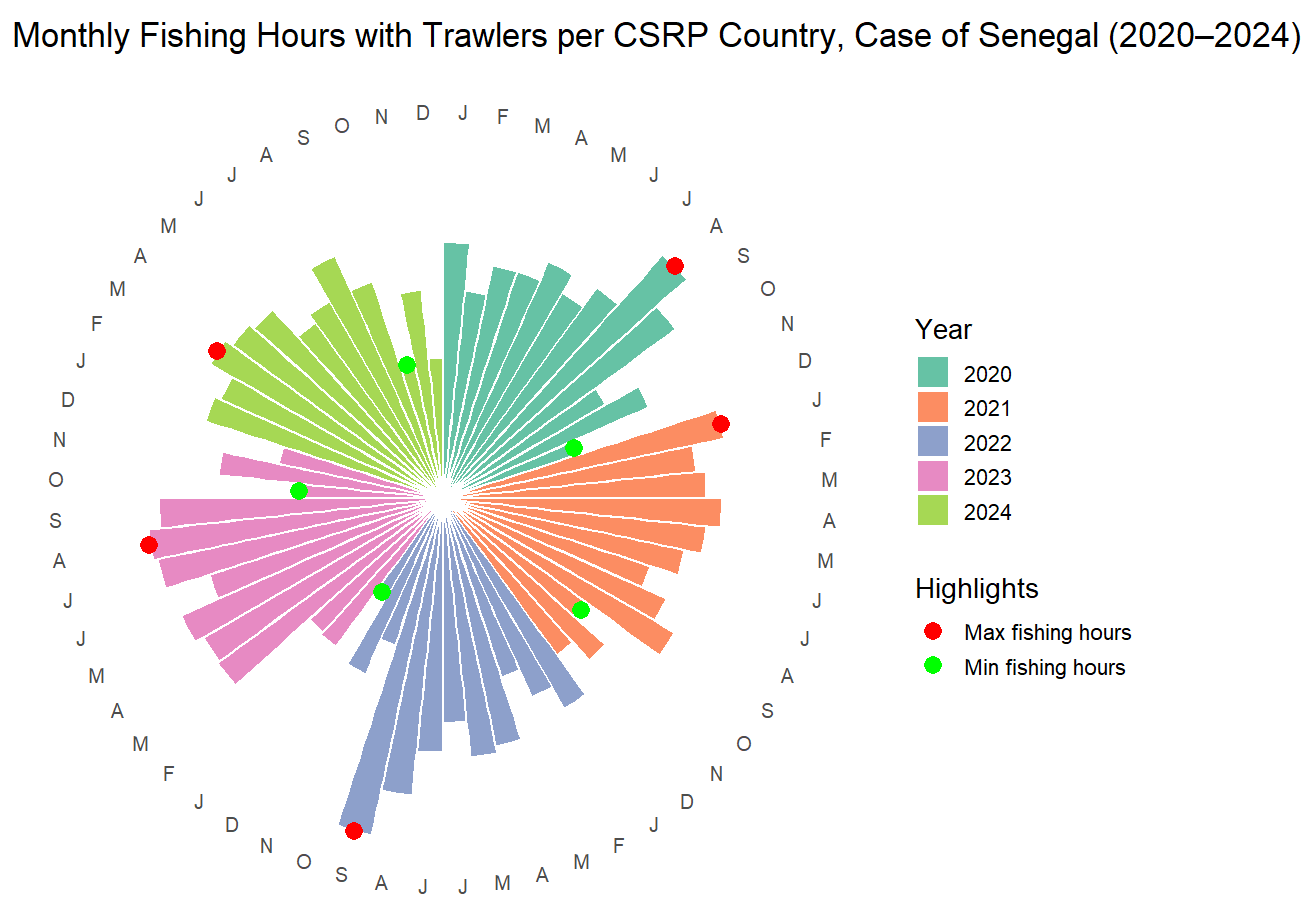 Monthly Fishing Hours with Trawlers per CSRP Country, Case of Senegal (2020–2024)
J
F
M
A
M
J
J
A
S
O
N
D
J
F
M
A
M
J
J
A
S
O
N
D
J
F
M
A
M
J
J
A
S
O
N
D
J
F
M
A
M
J
J
A
S
O
N
D
J
F
M
A
M
J
J
A
S
O
N
D
Year
2020
2021
2022
2023
2024
Highlights
Max fishing hours
Min fishing hours